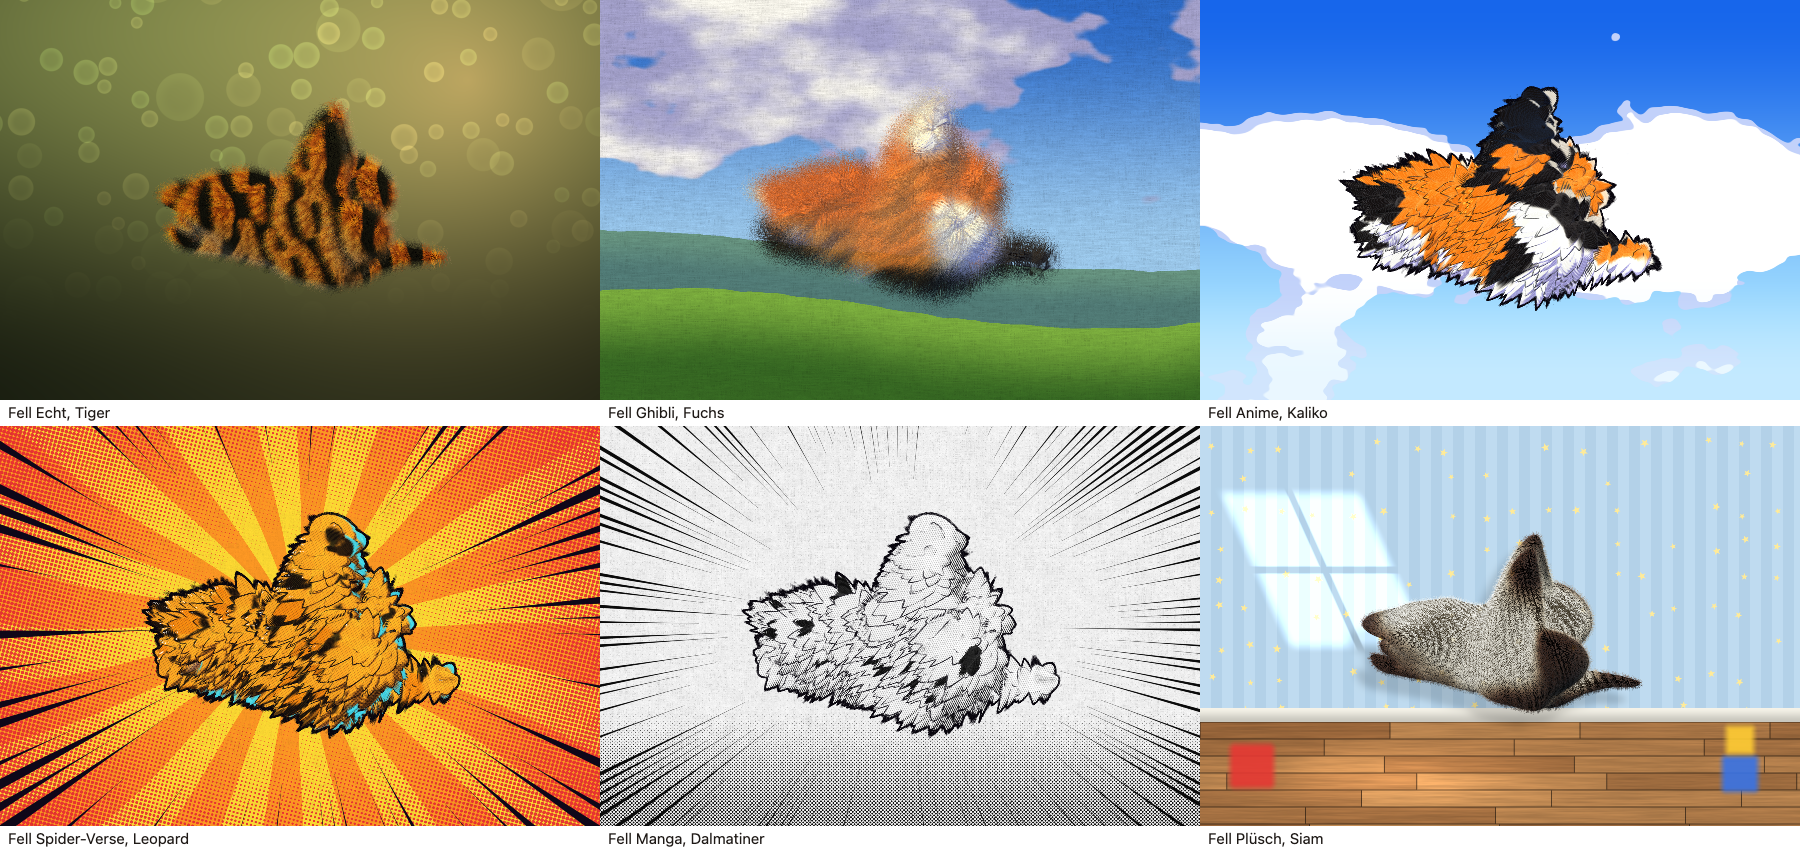 Fell Echt, Tiger
Fell Ghibli, Fuchs
Fell Anime, Kaliko
Fell Spider-Verse, Leopard
Fell Manga, Dalmatiner
Fell Plüsch, Siam